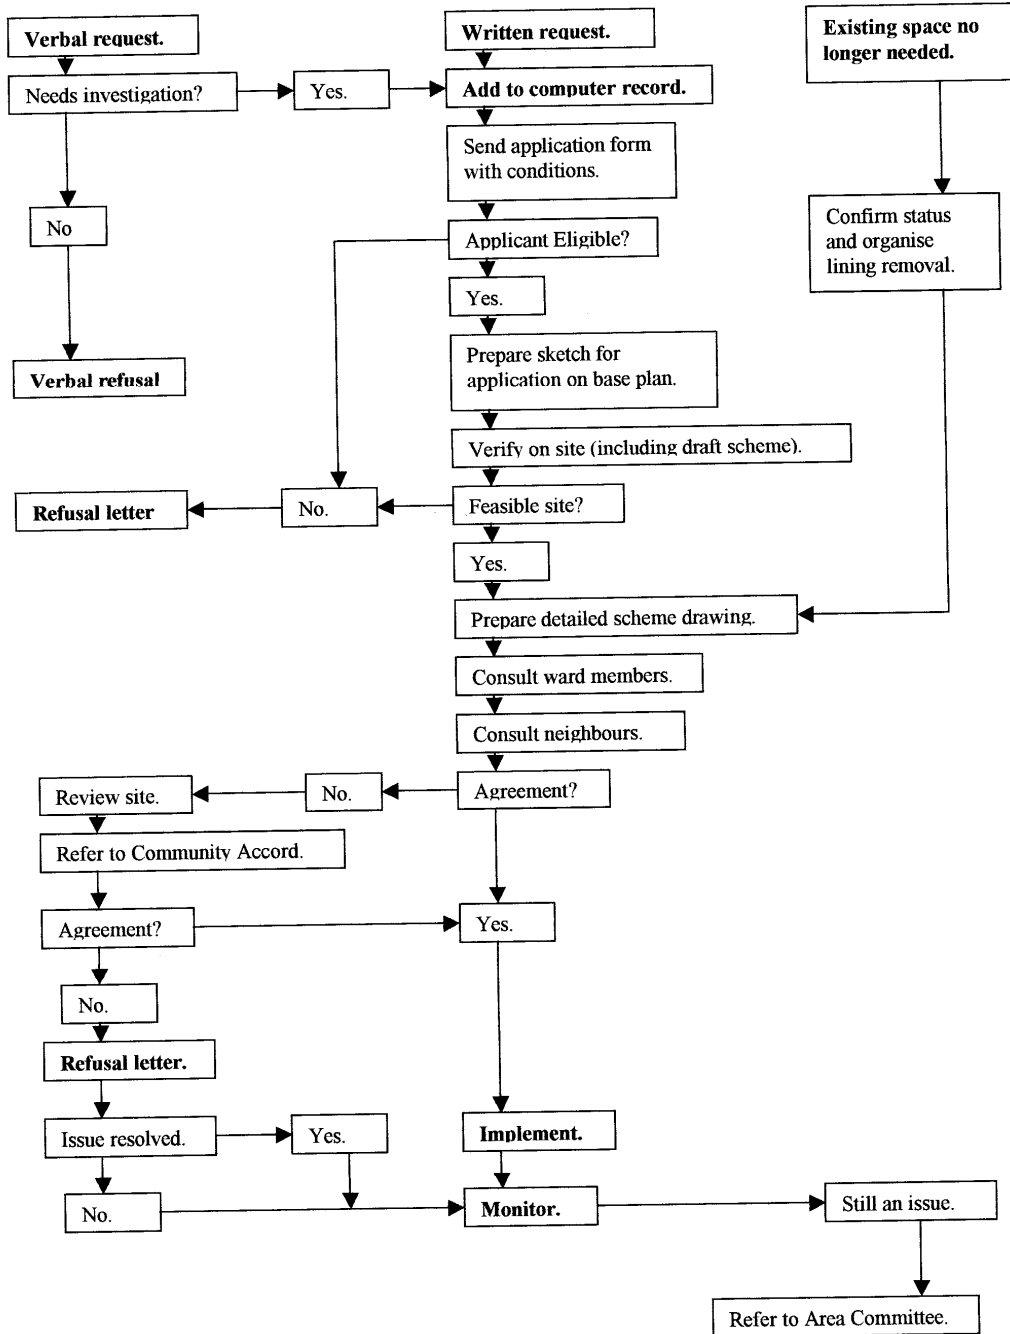 Verbal request.
Written request.
Existing space no
longer needed.
Needs investigation?
Yes.
Add to computer record.
Send application form
with conditions.
No
Applicant Eligible?
Confirm status
and organise
lining removal.
Yes.
Verbal refusal
Prepare sketch for
application on base plan.
Verify on site (including draft scheme).
Refusal letter
No.
Feasible site?
Yes.
Prepare detailed scheme drawing.
Consult ward members.
Consult neighbours.
Review site.
No.
Agreement?
Refer to Community Accord.
Agreement?
Yes.
No.
Refusal letter.
Issue resolved.
Yes.
Implement.
No.
Monitor.
Still an issue.
Refer to Area Committee.